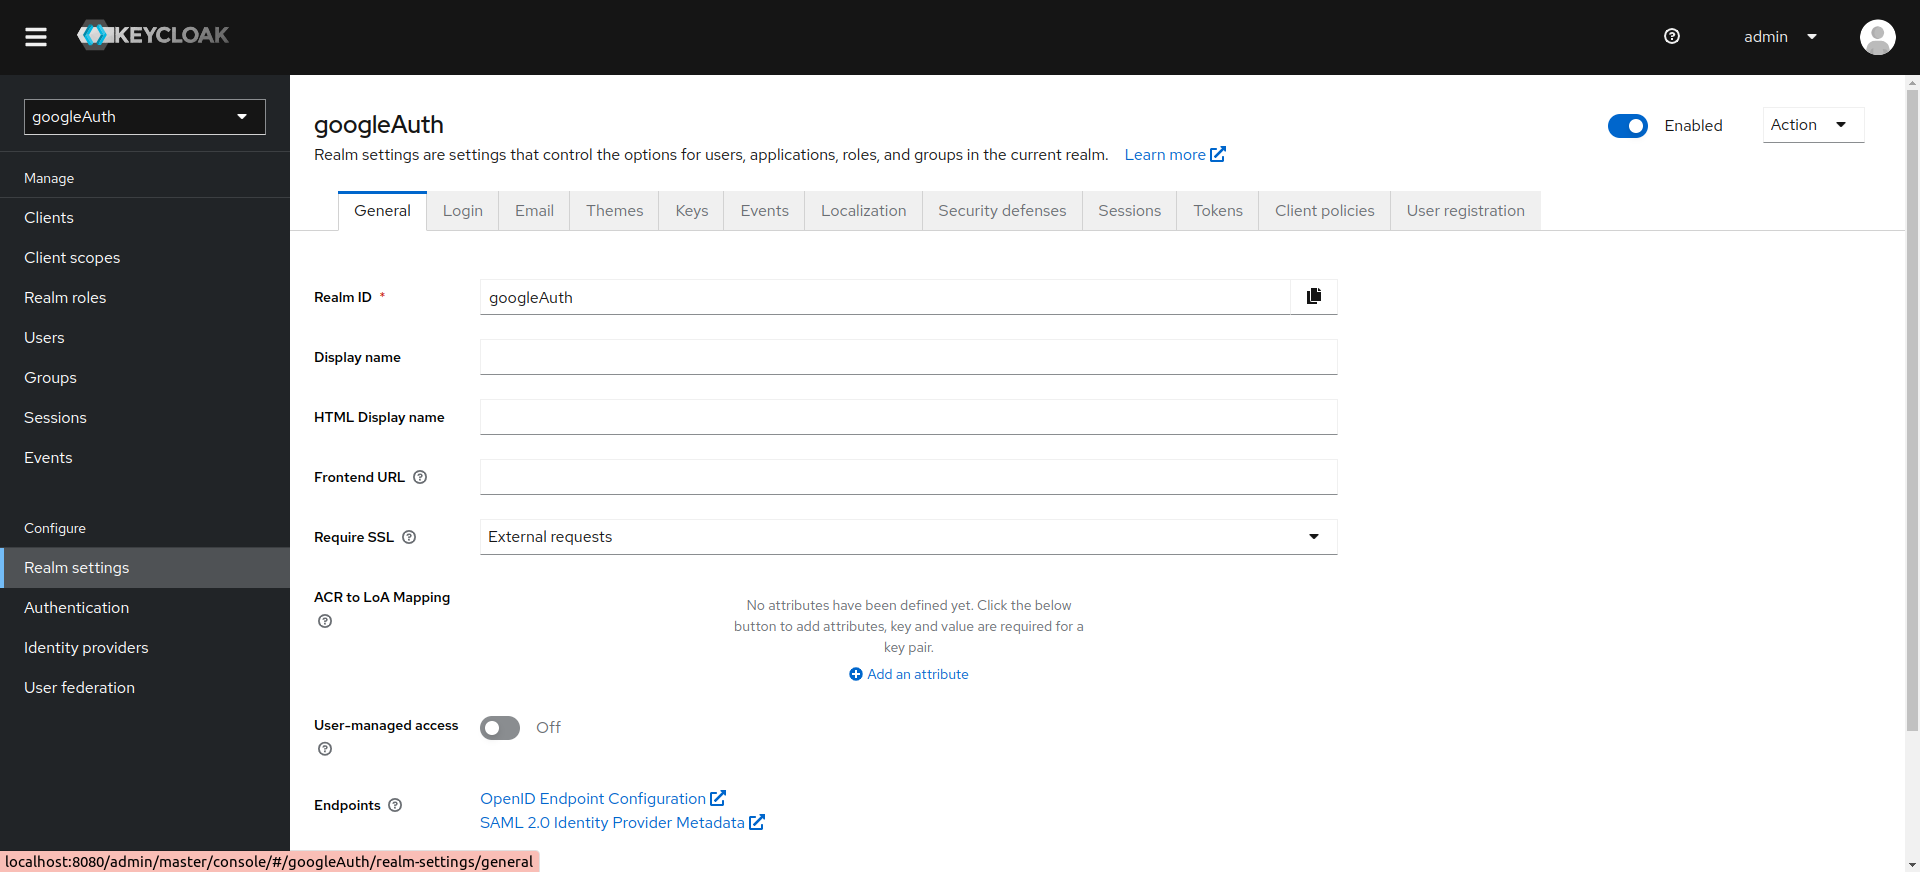 KEYCLOAK
admin
googleAuth
Manage
Clients
Client scopes
Realm roles
Users
Groups
Sessions
Events
Configure
Realm settings
Authentication
Identity providers
User federation
googleAuth
Enabled
Action
Realm settings are settings that control the options for users, applications, roles, and groups in the current realm. Learn more
General Login Email Themes Keys Events Localization Security defenses Sessions Tokens Client policies User registration
Realm ID *
googleAuth
Display name
HTML Display name
Frontend URL
Require SSL
External requests
ACR to LoA Mapping
No attributes have been defined yet. Click the below
button to add attributes, key and value are required for a
key pair.
Add an attribute
User-managed access
Off
Endpoints
OpenID Endpoint Configuration
SAML 2.0 Identity Provider Metadata
localhost:8080/admin/master/console/#/googleAuth/realm-settings/general